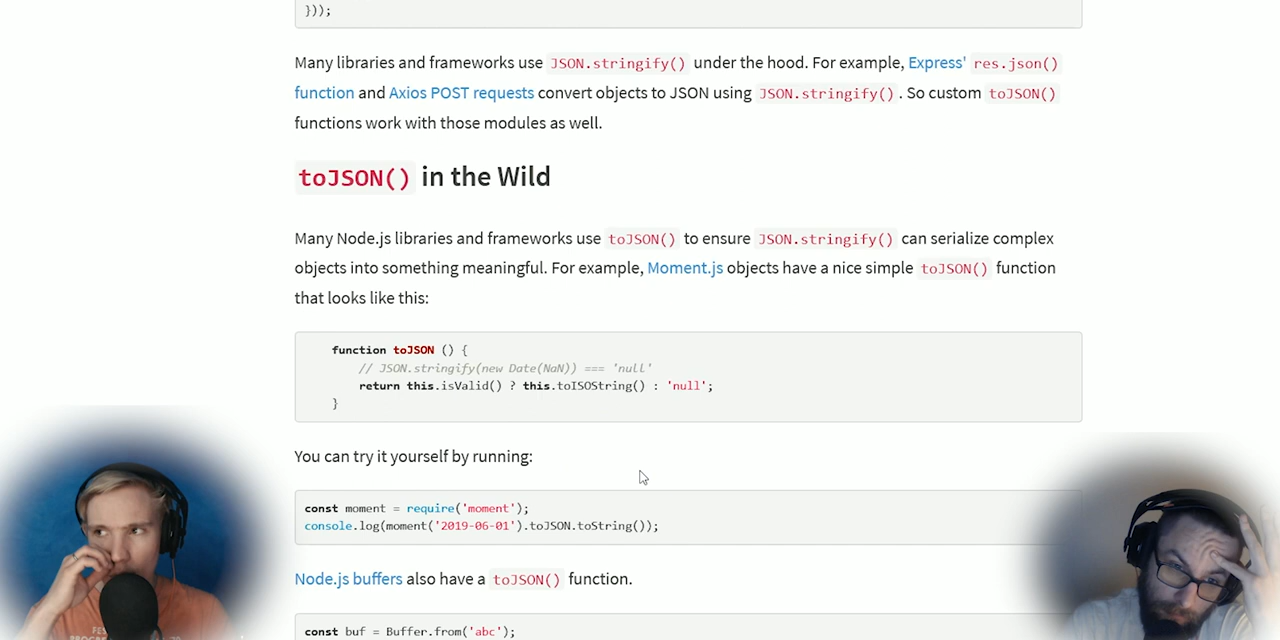 }));
Many libraries and frameworks use JSON.stringify() under the hood. For example, Express' res.json()
function and Axios POST requests convert objects to JSON using JSON.stringify(). So custom toJSON()
functions work with those modules as well.
toJSON() in the Wild
Many Node.js libraries and frameworks use toJSON() to ensure JSON.stringify() can serialize complex
objects into something meaningful. For example, Moment.js objects have a nice simple toJSON() function
that looks like this:
function toJSON () {
// JSON.stringify(new Date(NaN)) === 'null'
return this.isValid() ? this.toISOString() : 'null';
}
You can try it yourself by running:
const moment = require('moment');
console.log(moment('2019-06-01').toJSON.toString());
Node.js buffers also have a toJSON() function.
const buf = Buffer.from('abc');